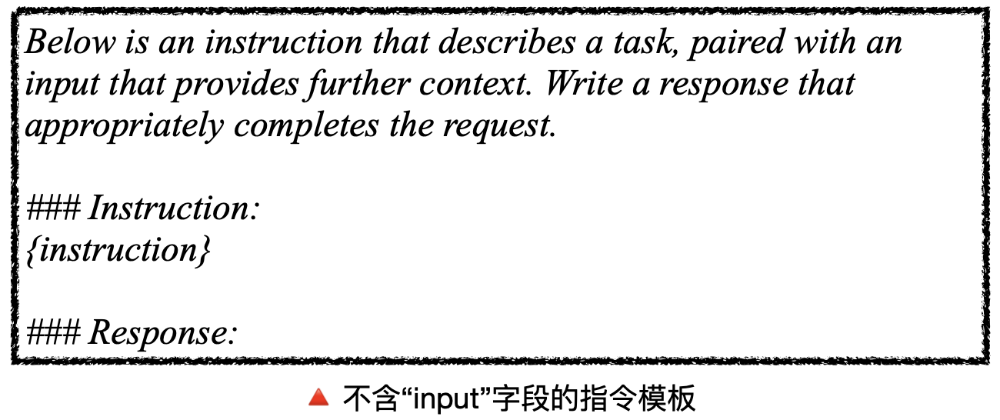 Below is an instruction that describes a task, paired with an
input that provides further context. Write a response that
appropriately completes the request.
### Instruction:
{instruction}
### Response:
🔺 不含“input”字段的指令模板